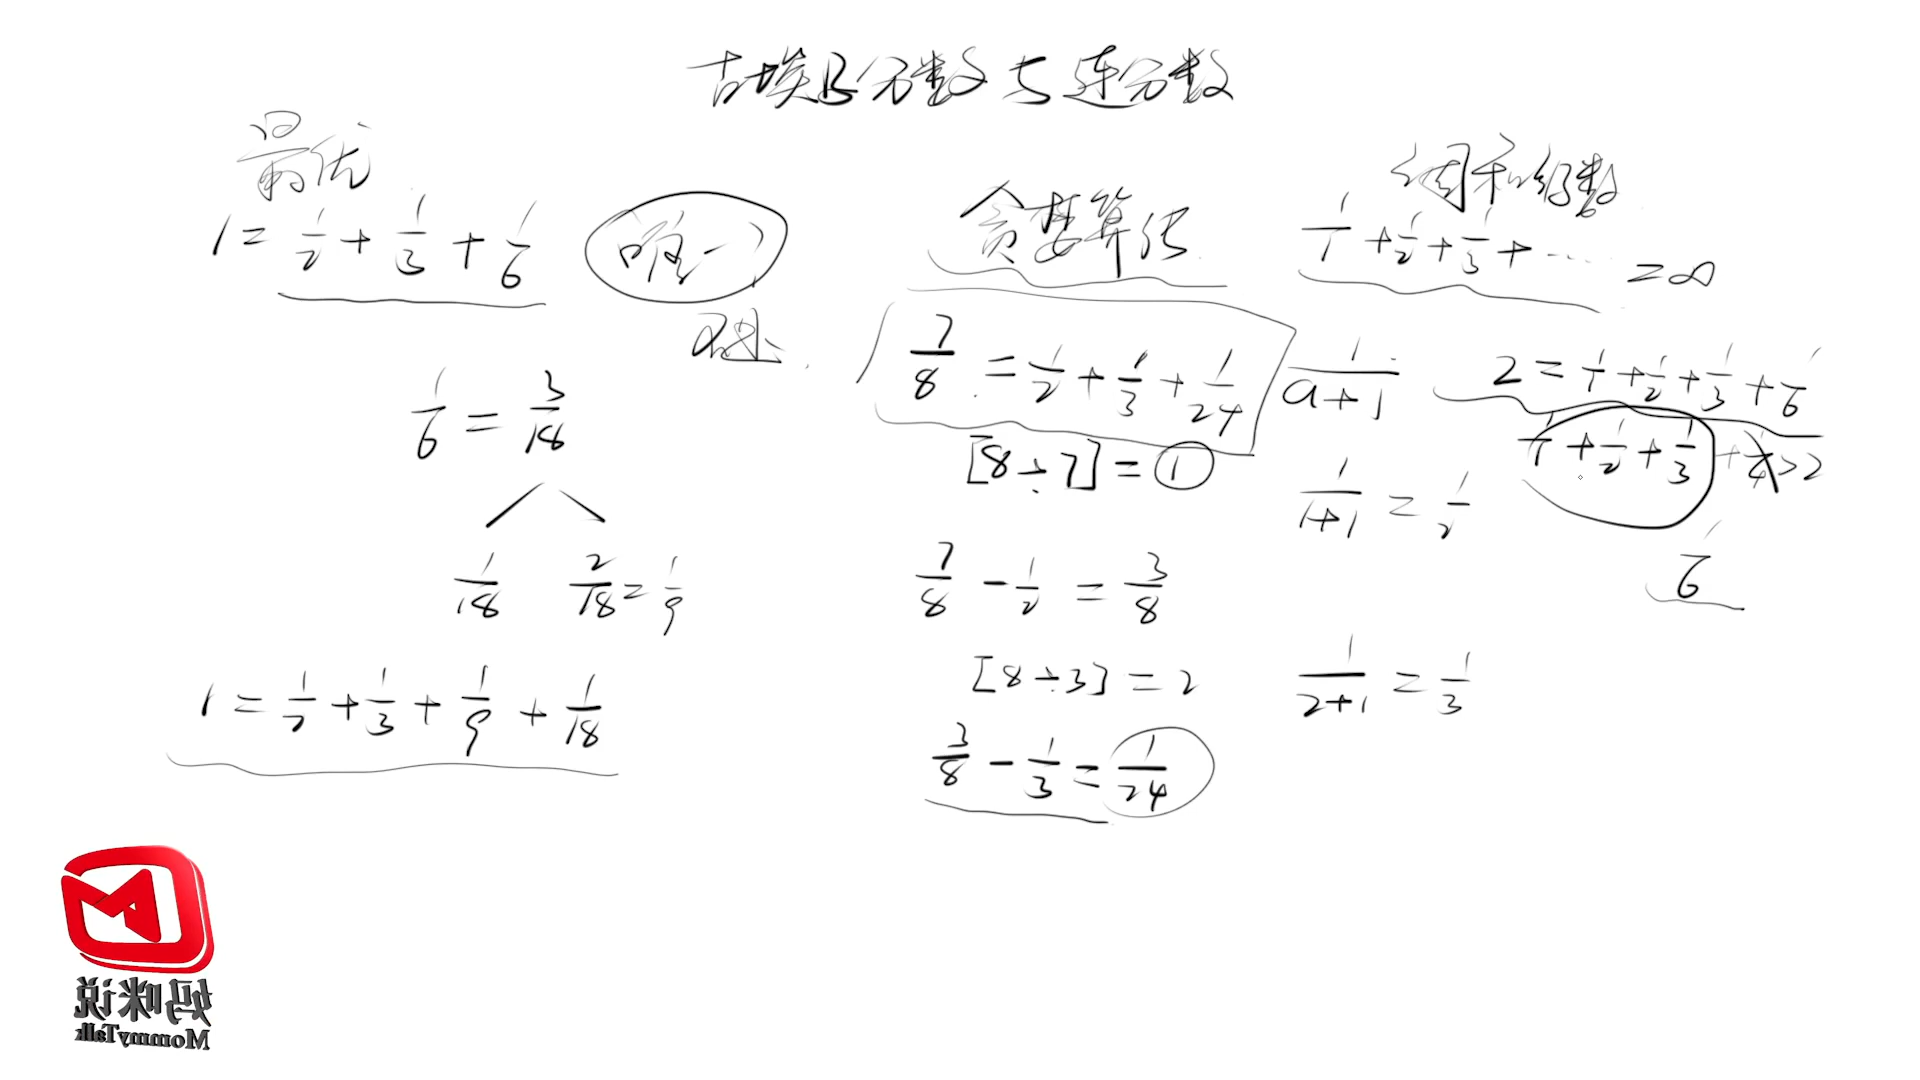 古埃及分数与连分数
最优
1 = 1/2 + 1/3 + 1/6
唯一
1/6 = 3/18
1/18 2/18 = 1/9
1 = 1/2 + 1/3 + 1/9 + 1/18
贪婪算法
7/8 = 1/2 + 1/3 + 1/24
[8÷7] = 1
7/8 - 1/2 = 3/8
[8÷3] = 2
3/8 - 1/3 = 1/24
1/(a+1)
1/(1+1) = 1/2
1/(2+1) = 1/3
调和级数
1/1 + 1/2 + 1/3 + ⋯ = ∞
2 = 1/1 + 1/2 + 1/3 + 1/6
1/1 + 1/2 + 1/3 + 1/4 > 2
1/6
妈咪说
MommyTalk